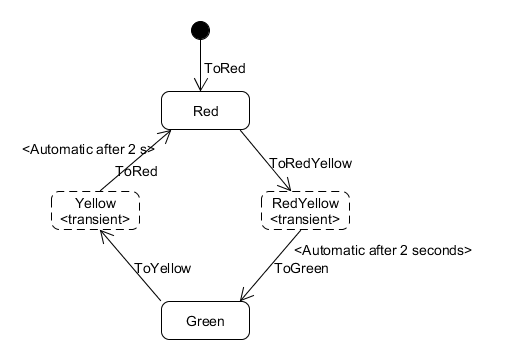 ToRed
Red
<Automatic after 2 s>
ToRed
ToRedYellow
Yellow
<transient>
RedYellow
<transient>
<Automatic after 2 seconds>
ToYellow
ToGreen
Green